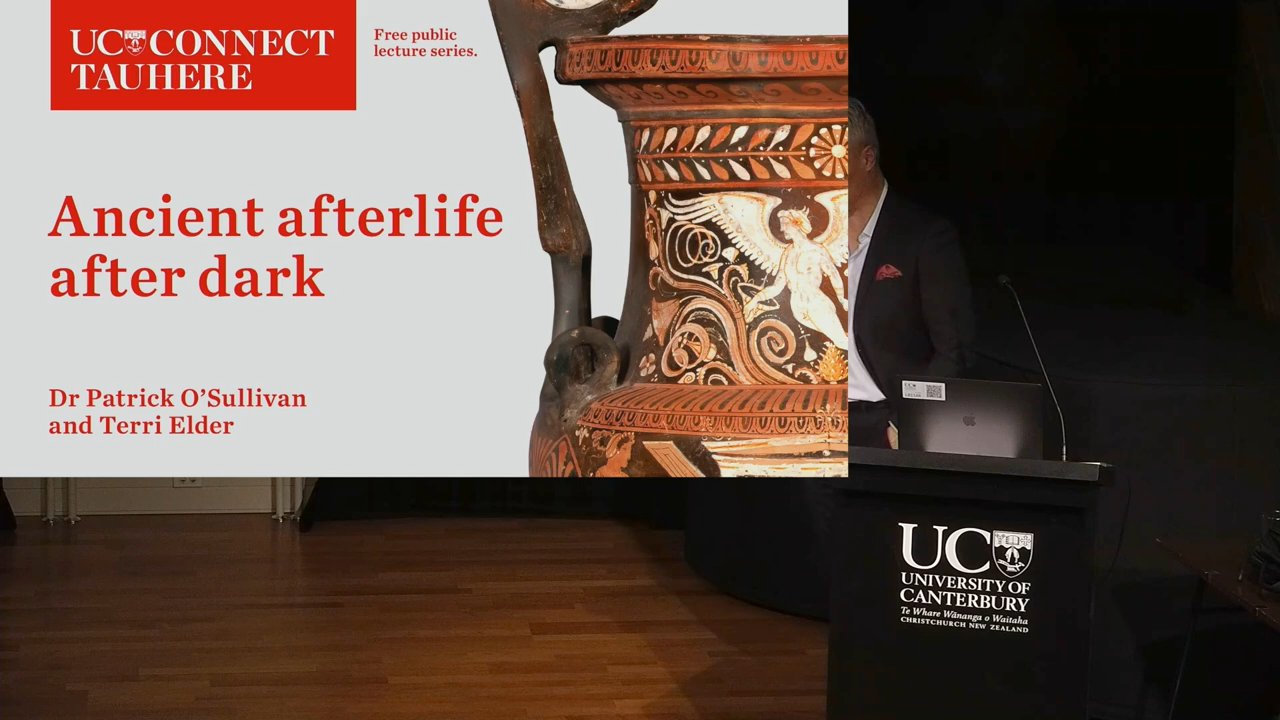 UC CONNECT
TAUHERE
Free public
lecture series.
Ancient afterlife
after dark
Dr Patrick O’Sullivan
and Terri Elder
UC
UNIVERSITY OF
CANTERBURY
Te Whare Wānanga o Waitaha
CHRISTCHURCH NEW ZEALAND